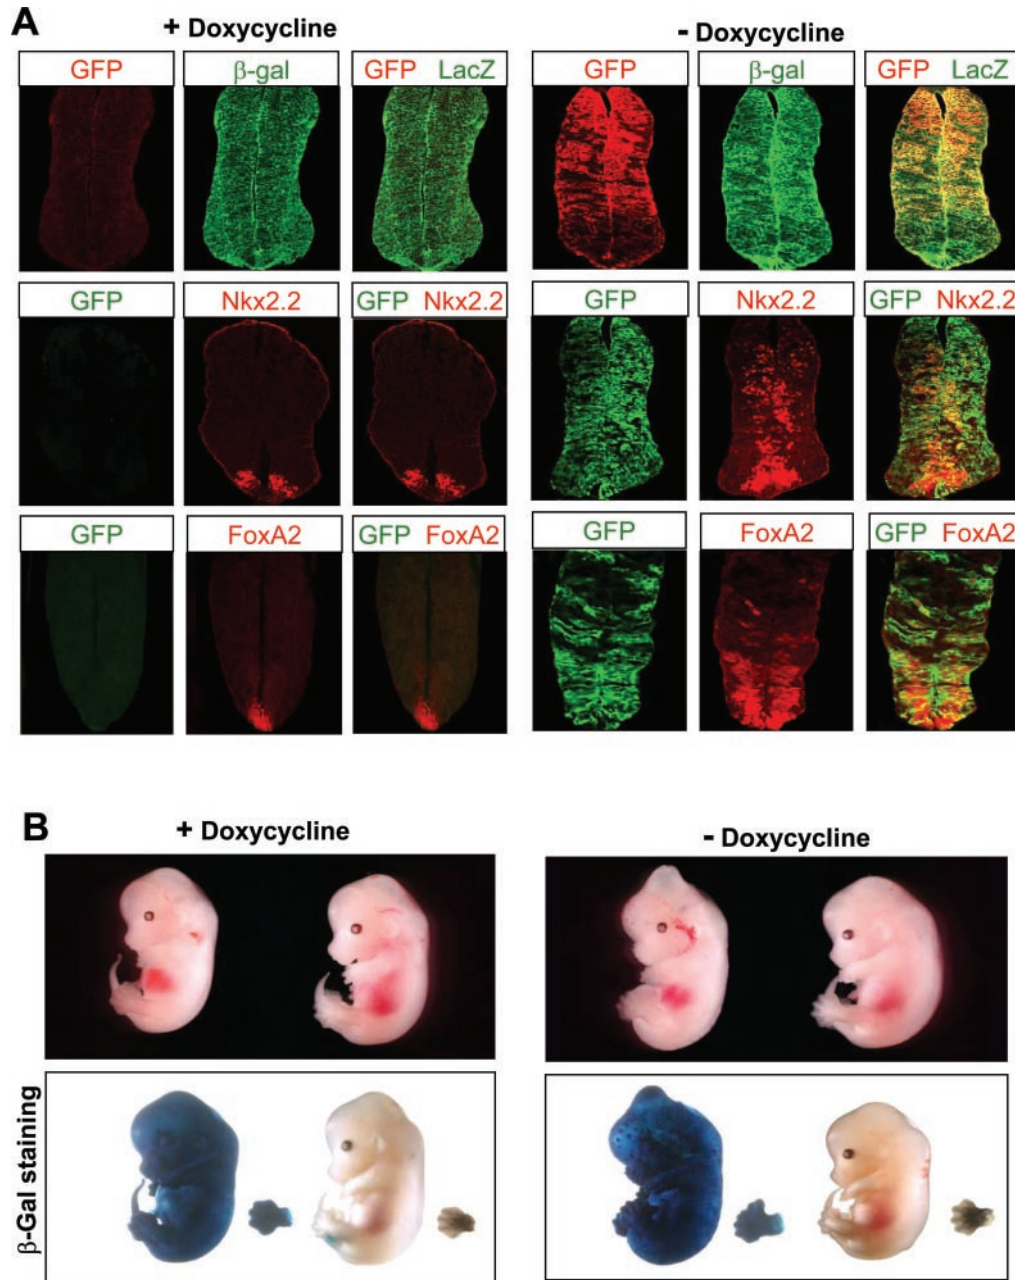 A
+ Doxycycline
- Doxycycline
GFP β-gal GFP LacZ GFP β-gal GFP LacZ
GFP Nkx2.2 GFP Nkx2.2 GFP Nkx2.2 GFP Nkx2.2
GFP FoxA2 GFP FoxA2 GFP FoxA2 GFP FoxA2
B
+ Doxycycline
- Doxycycline
β-Gal staining